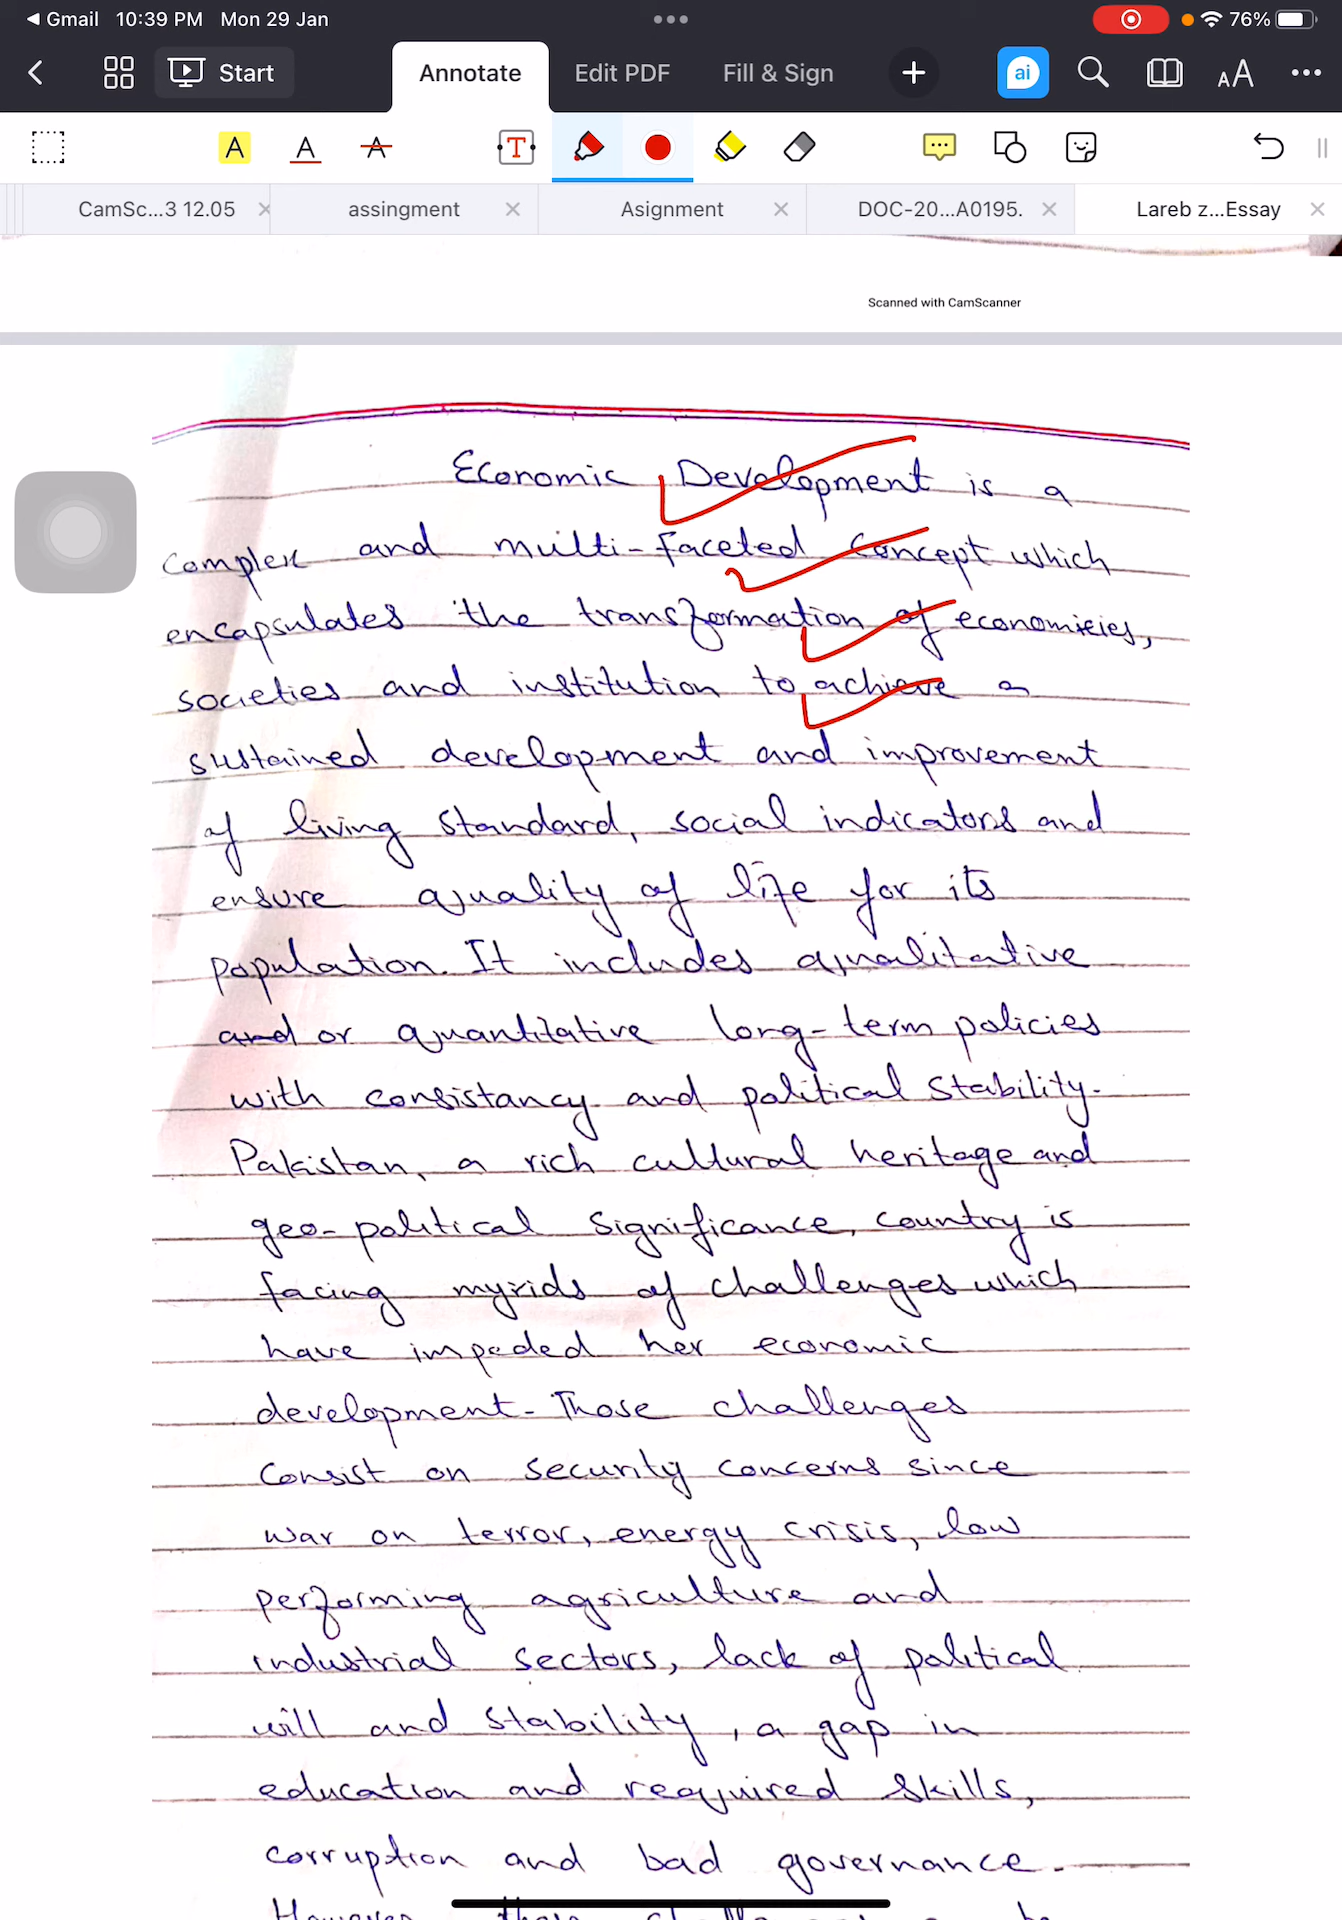 Gmail 10:39 PM Mon 29 Jan 76%
Start Annotate Edit PDF Fill & Sign ai AA
A A A T
CamSc...3 12.05 assingment Asignment DOC-20...A0195. Lareb z...Essay
Scanned with CamScanner
Economic Development is a
complex and multi-faceted concept which
encapsulates the transformation of economicies,
societies and institution to achieve a
sustained development and improvement
of living standard, social indicators and
ensure quality of life for its
population. It includes qualitative
and or quantitative long-term policies
with consistancy and political stability.
Pakistan, a rich cultural heritage and
geo-political significance, country is
facing myrids of challenges which
have impeded her economic
development. Those challenges
consist on security concerns since
war on terror, energy crisis, low
performing agriculture and
industrial sectors, lack of political
will and stability, a gap in
education and required skills,
corruption and bad governance.
However